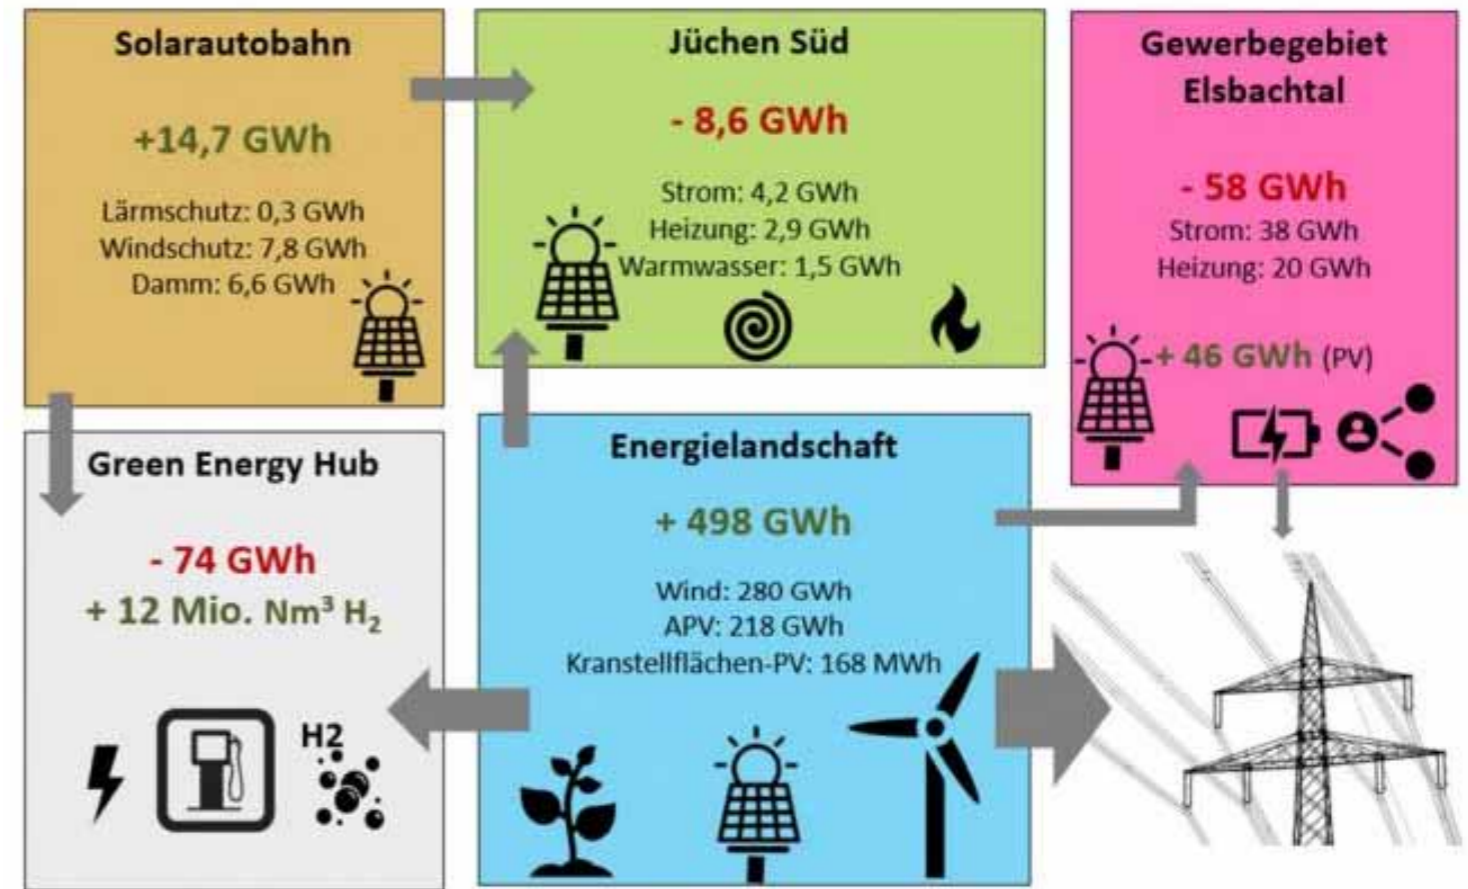 Solarautobahn
+14,7 GWh
Lärmschutz: 0,3 GWh
Windschutz: 7,8 GWh
Damm: 6,6 GWh
Jüchen Süd
- 8,6 GWh
Strom: 4,2 GWh
Heizung: 2,9 GWh
Warmwasser: 1,5 GWh
Gewerbegebiet
Elsbachtal
- 58 GWh
Strom: 38 GWh
Heizung: 20 GWh
+ 46 GWh (PV)
Green Energy Hub
- 74 GWh
+ 12 Mio. Nm³ H₂
H2
Energielandschaft
+ 498 GWh
Wind: 280 GWh
APV: 218 GWh
Kranstellflächen-PV: 168 MWh